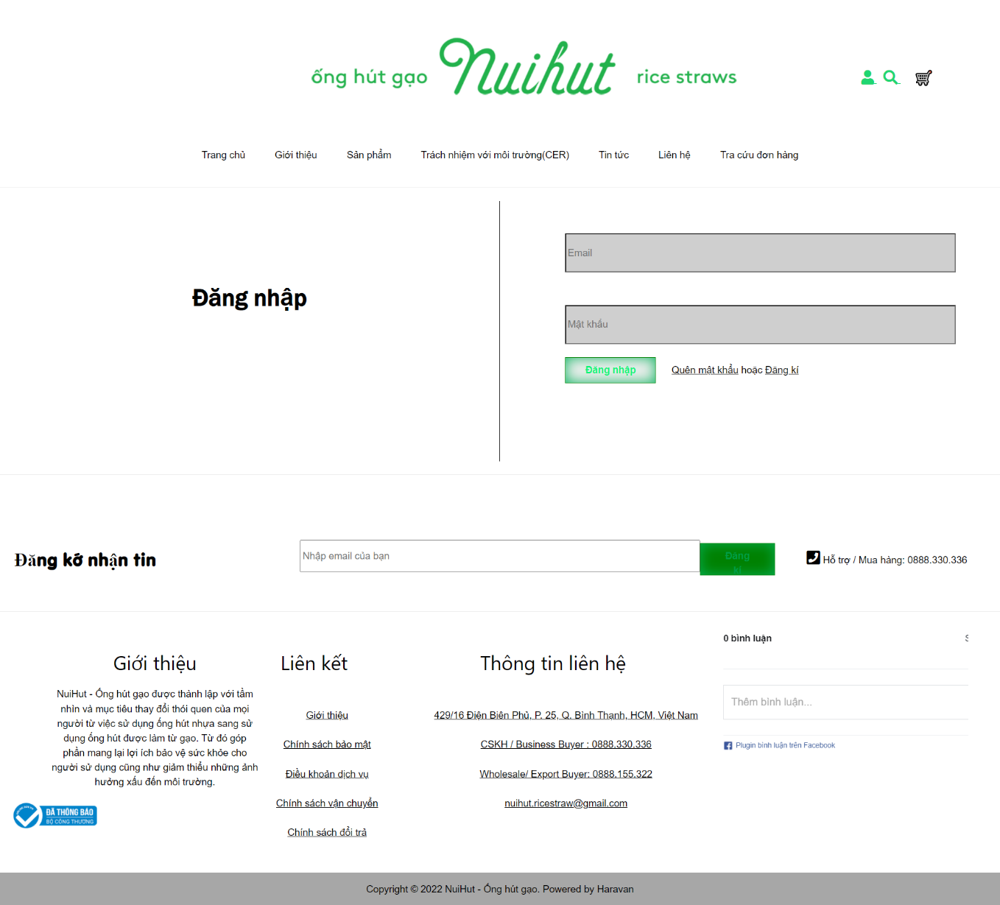 ống hút gạo Nuihut rice straws
Trang chủ Giới thiệu Sản phẩm Trách nhiệm với môi trường(CER) Tin tức Liên hệ Tra cứu đơn hàng
Đăng nhập
Email
Mật khẩu
Đăng nhập Quên mật khẩu hoặc Đăng kí
Đăng kớ nhận tin
Nhập email của bạn
Đăng
kí
Hỗ trợ / Mua hàng: 0888.330.336
Giới thiệu
NuiHut - Ống hút gạo được thành lập với tầm
nhìn và mục tiêu thay đổi thói quen của mọi
người từ việc sử dụng ống hút nhựa sang sử
dụng ống hút được làm từ gạo. Từ đó góp
phần mang lại lợi ích bảo vệ sức khỏe cho
người sử dụng cũng như giảm thiểu những ảnh
hưởng xấu đến môi trường.
ĐÃ THÔNG BÁO
BỘ CÔNG THƯƠNG
Liên kết
Giới thiệu
Chính sách bảo mật
Điều khoản dịch vụ
Chính sách vận chuyển
Chính sách đổi trả
Thông tin liên hệ
429/16 Điện Biên Phủ, P. 25, Q. Bình Thạnh, HCM, Việt Nam
CSKH / Business Buyer : 0888.330.336
Wholesale/ Export Buyer: 0888.155.322
nuihut.ricestraw@gmail.com
0 bình luận
Thêm bình luận...
Plugin bình luận trên Facebook
Copyright © 2022 NuiHut - Ống hút gạo. Powered by Haravan